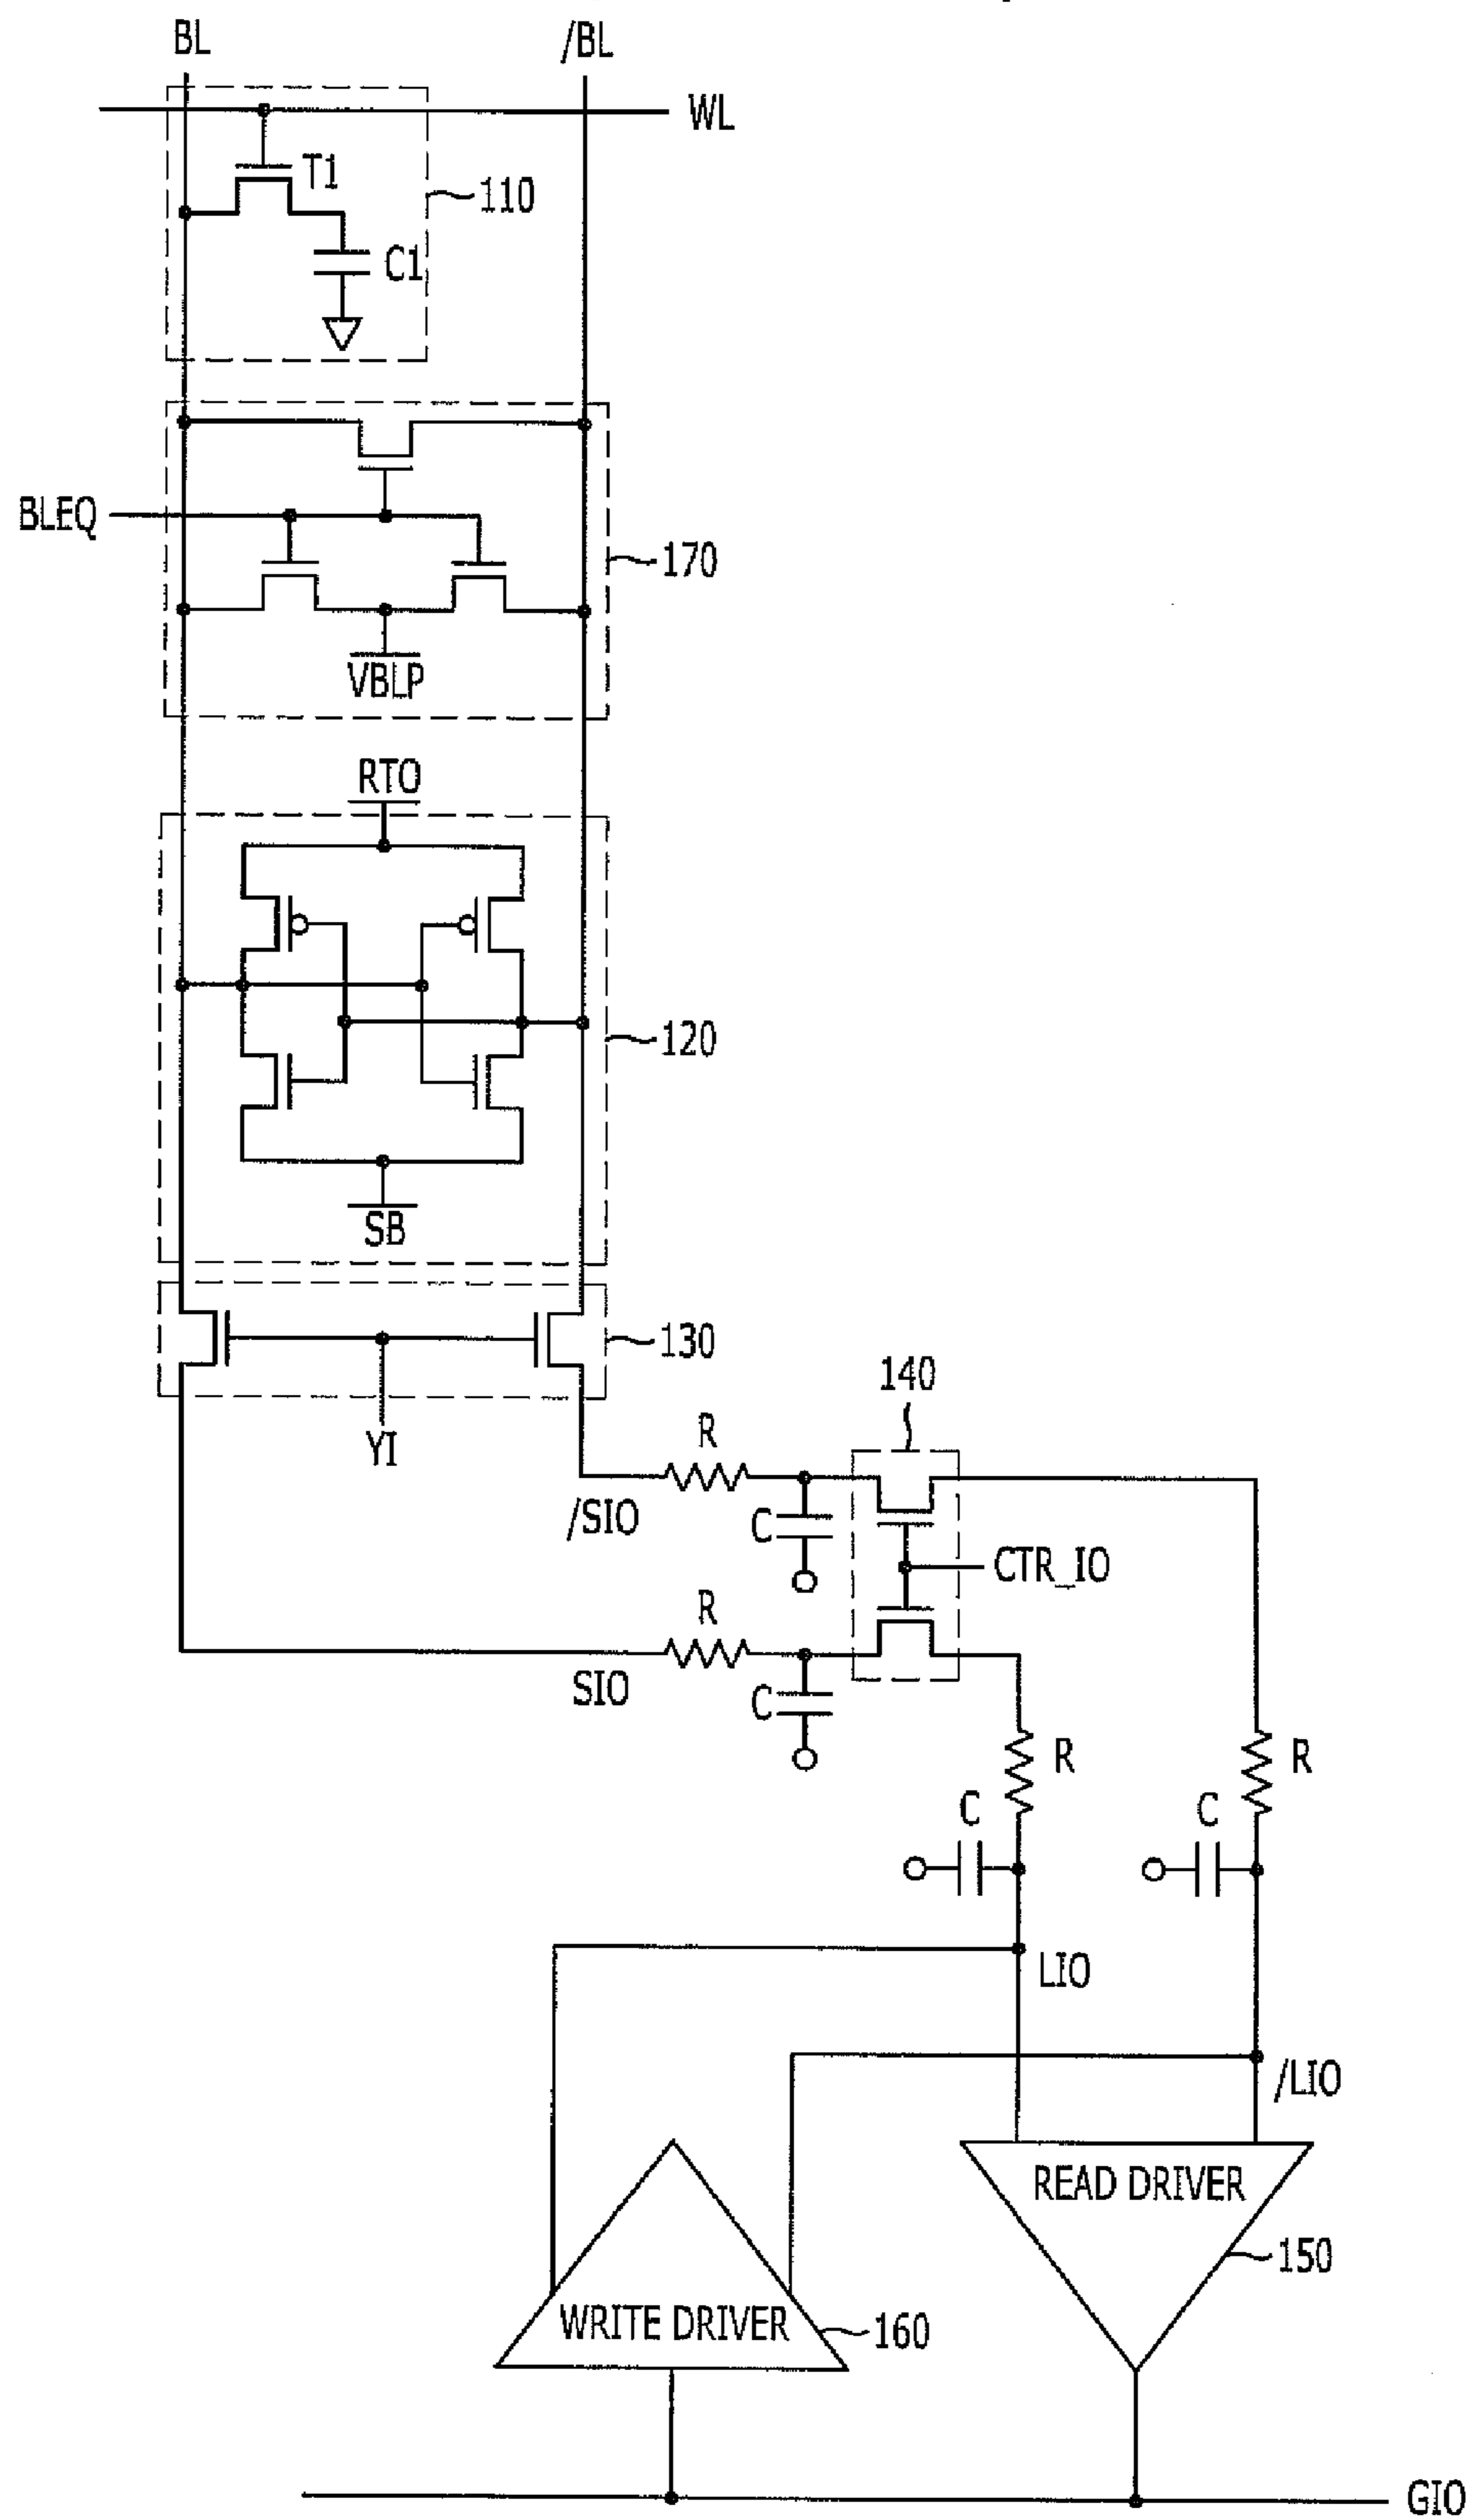 BL
/BL
WL
T1
110
C1
BLEQ
170
VBLP
RTO
120
SB
130
140
YI
R
/SIO
C
CTR_IO
R
SIO
C
R
R
C
C
LIO
/LIO
READ DRIVER
150
WRITE DRIVER
160
GIO